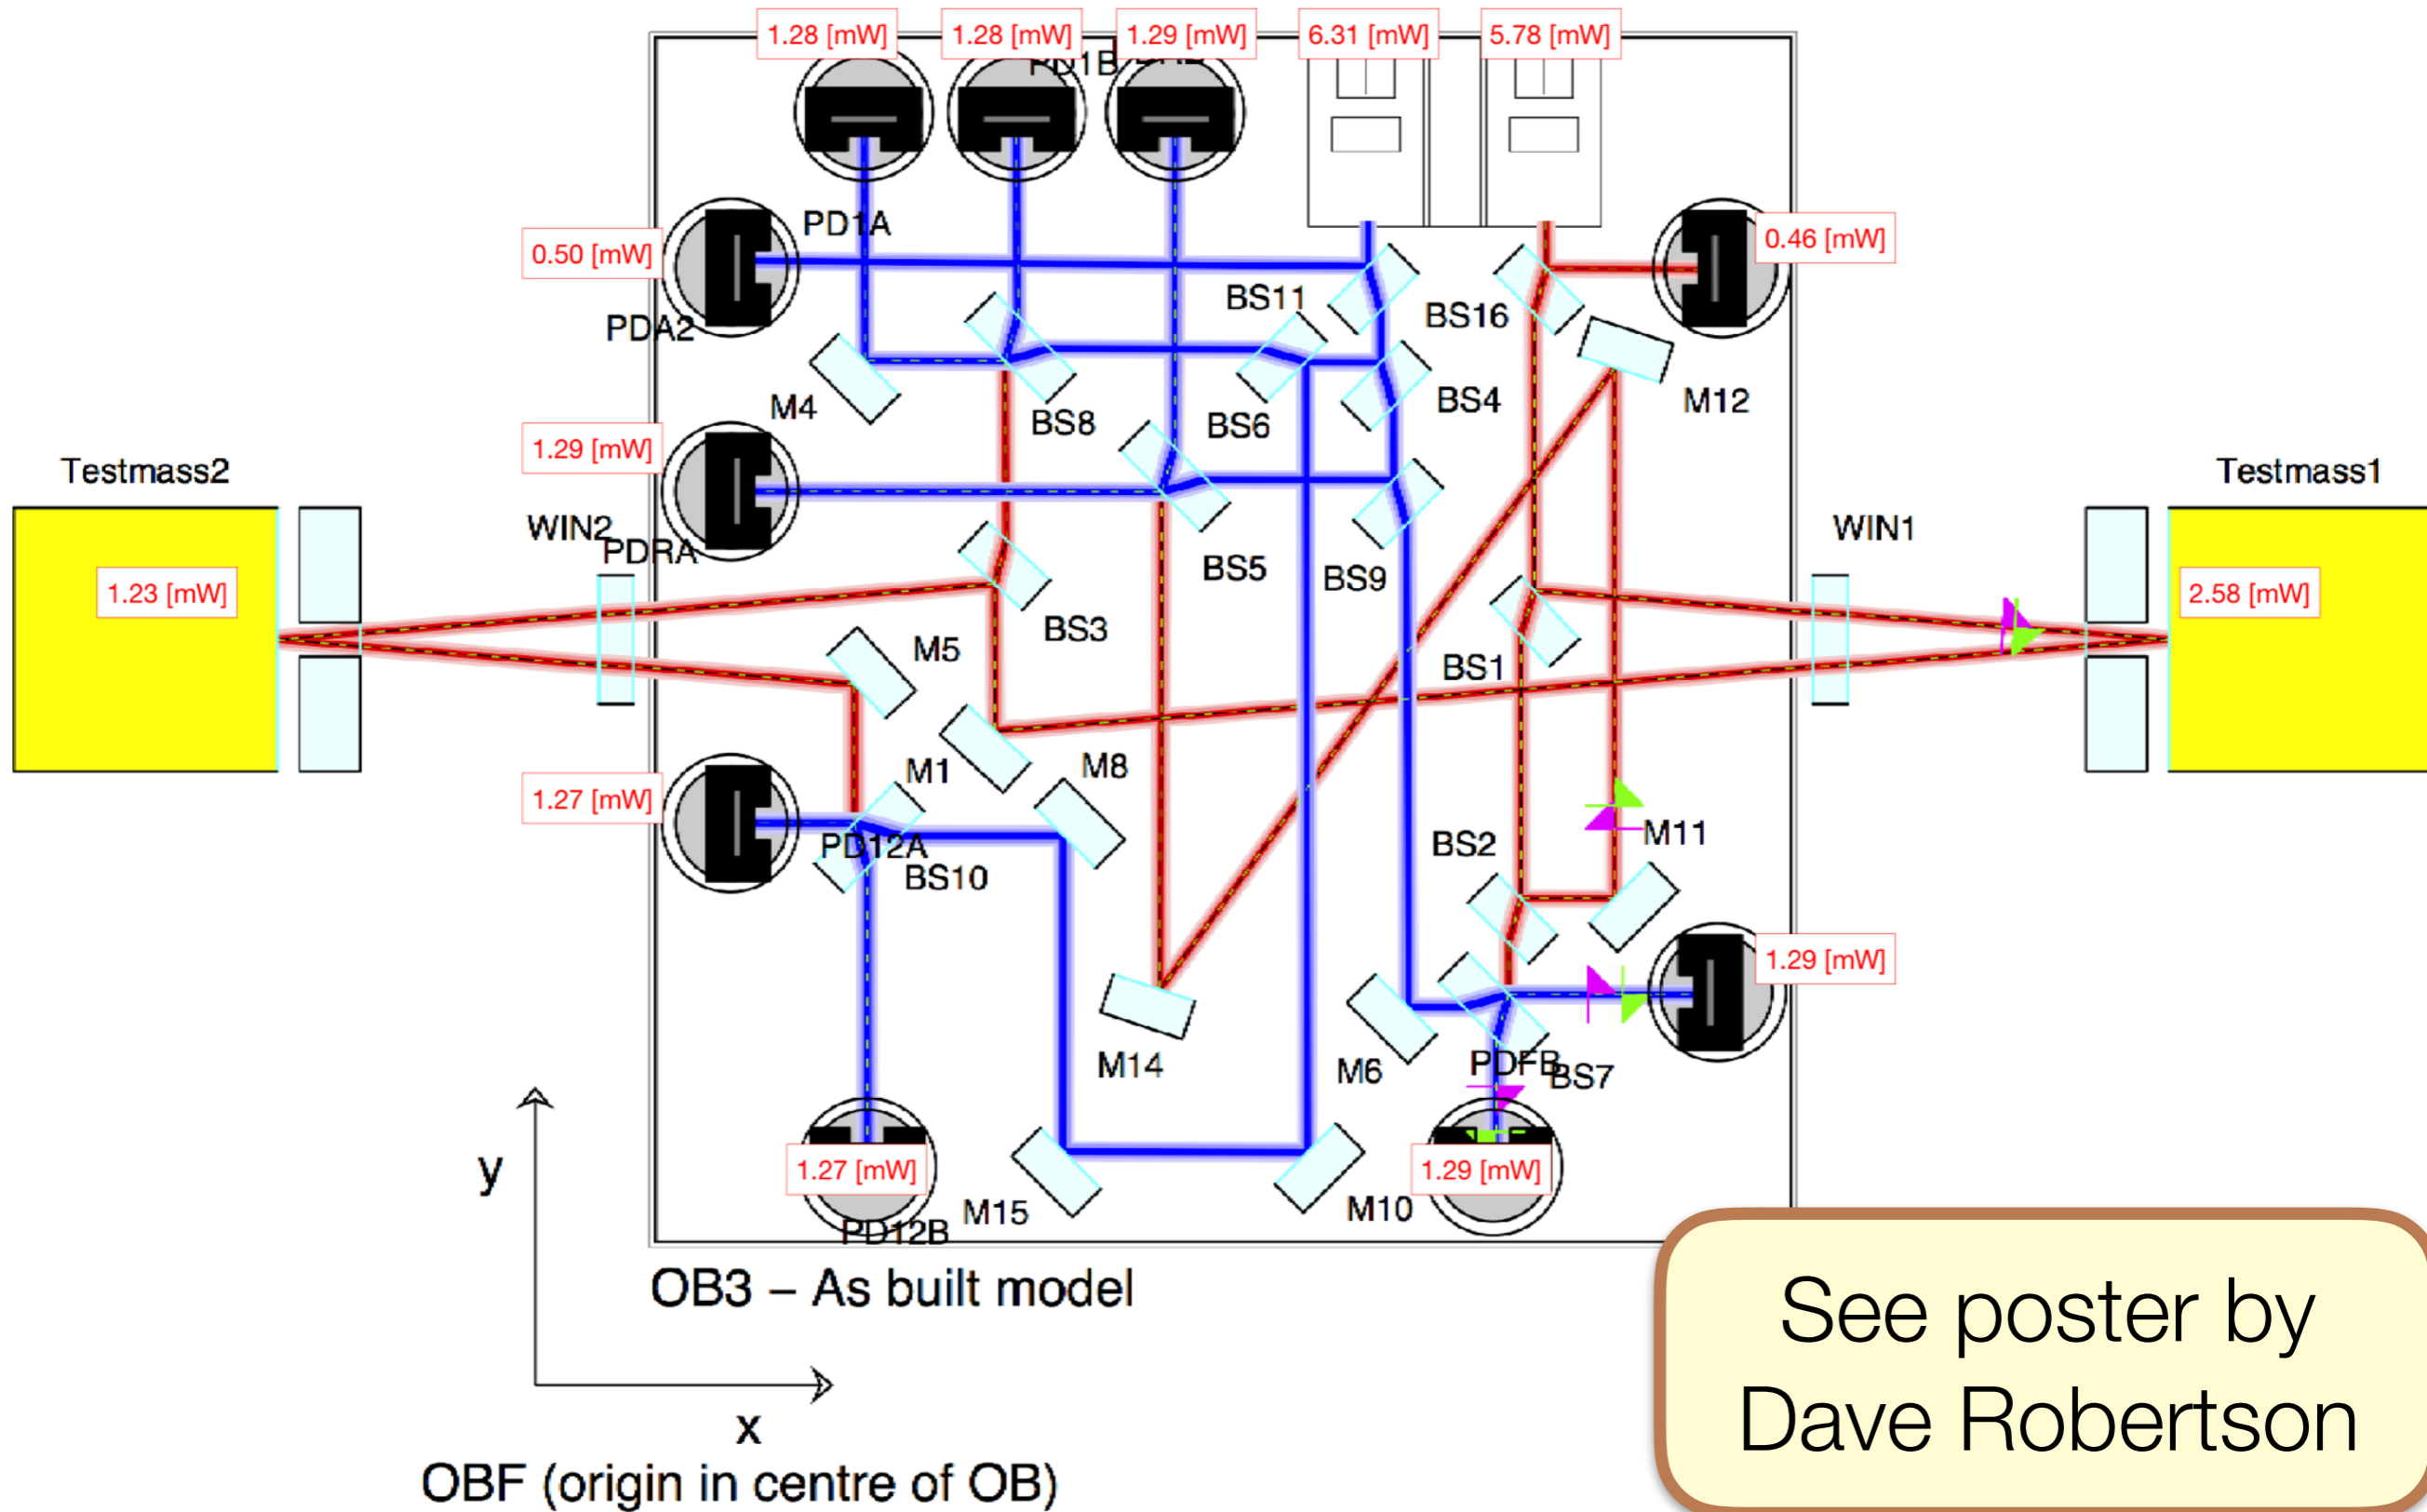 1.28 [mW]
1.28 [mW]
1.29 [mW]
6.31 [mW]
5.78 [mW]
PD1B
PD1A
0.50 [mW]
0.46 [mW]
PDA2
BS11
BS16
M4
BS8
BS6
BS4
M12
1.29 [mW]
Testmass2
Testmass1
WIN2
PDRA
WIN1
BS5
BS9
1.23 [mW]
2.58 [mW]
BS3
M5
BS1
M1
M8
1.27 [mW]
PD12A
BS10
BS2
M11
1.29 [mW]
M14
M6
PDFB
BS7
1.27 [mW]
1.29 [mW]
y
M15
M10
PD12B
OB3 – As built model
x
OBF (origin in centre of OB)
See poster by
Dave Robertson